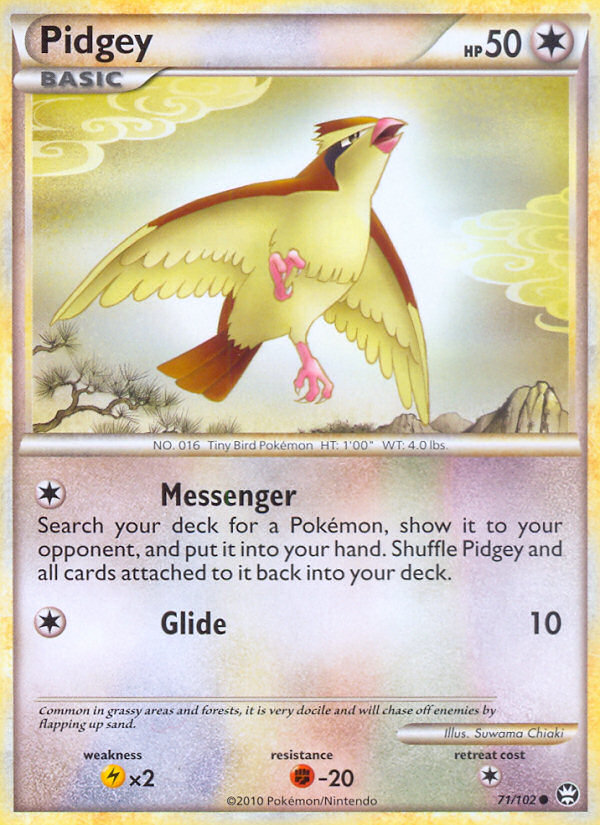 Pidgey
HP 50
BASIC
NO. 016 Tiny Bird Pokémon HT: 1'00" WT: 4.0 lbs.
Messenger
Search your deck for a Pokémon, show it to your
opponent, and put it into your hand. Shuffle Pidgey and
all cards attached to it back into your deck.
Glide 10
Common in grassy areas and forests, it is very docile and will chase off enemies by
flapping up sand.
Illus. Suwama Chiaki
weakness resistance retreat cost
×2 -20
©2010 Pokémon/Nintendo 71/102